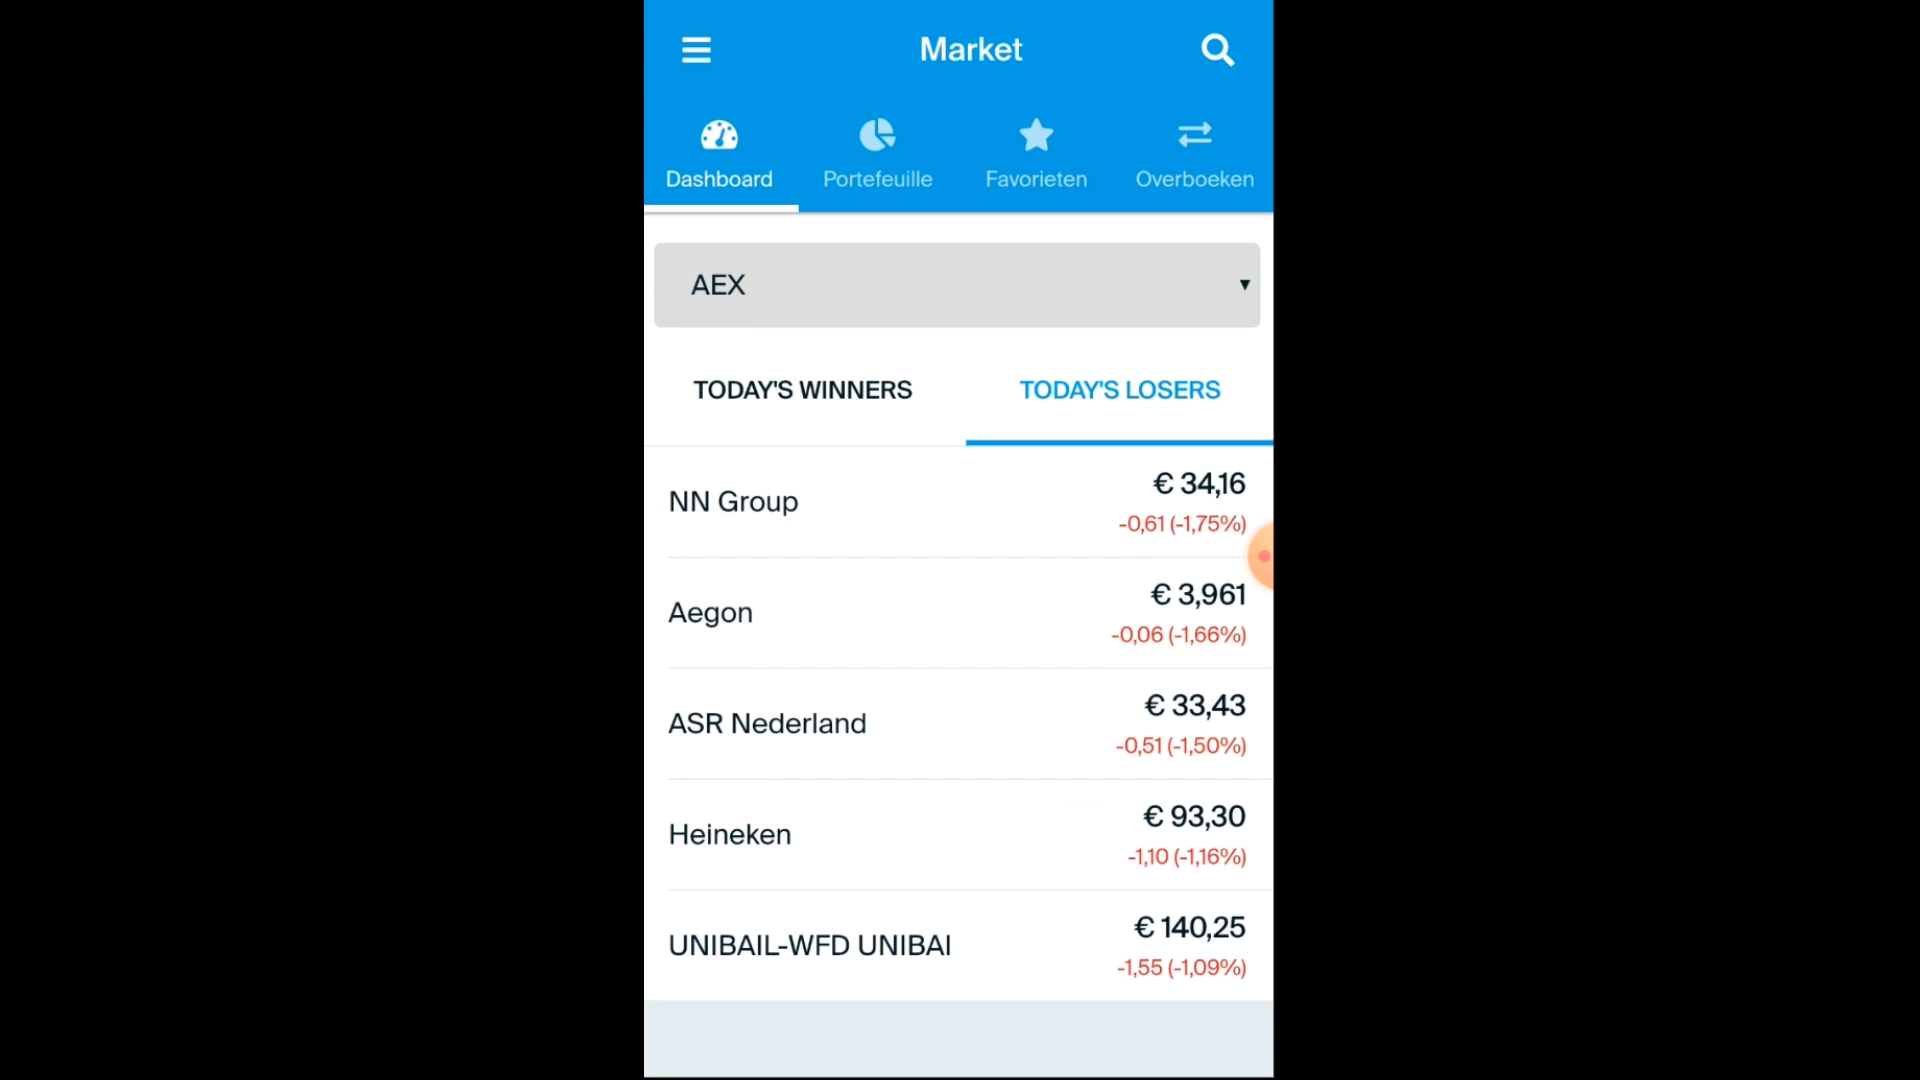 Market
Dashboard Portefeuille Favorieten Overboeken
AEX
TODAY'S WINNERS TODAY'S LOSERS
NN Group € 34,16
-0,61 (-1,75%)
Aegon € 3,961
-0,06 (-1,66%)
ASR Nederland € 33,43
-0,51 (-1,50%)
Heineken € 93,30
-1,10 (-1,16%)
UNIBAIL-WFD UNIBAI € 140,25
-1,55 (-1,09%)